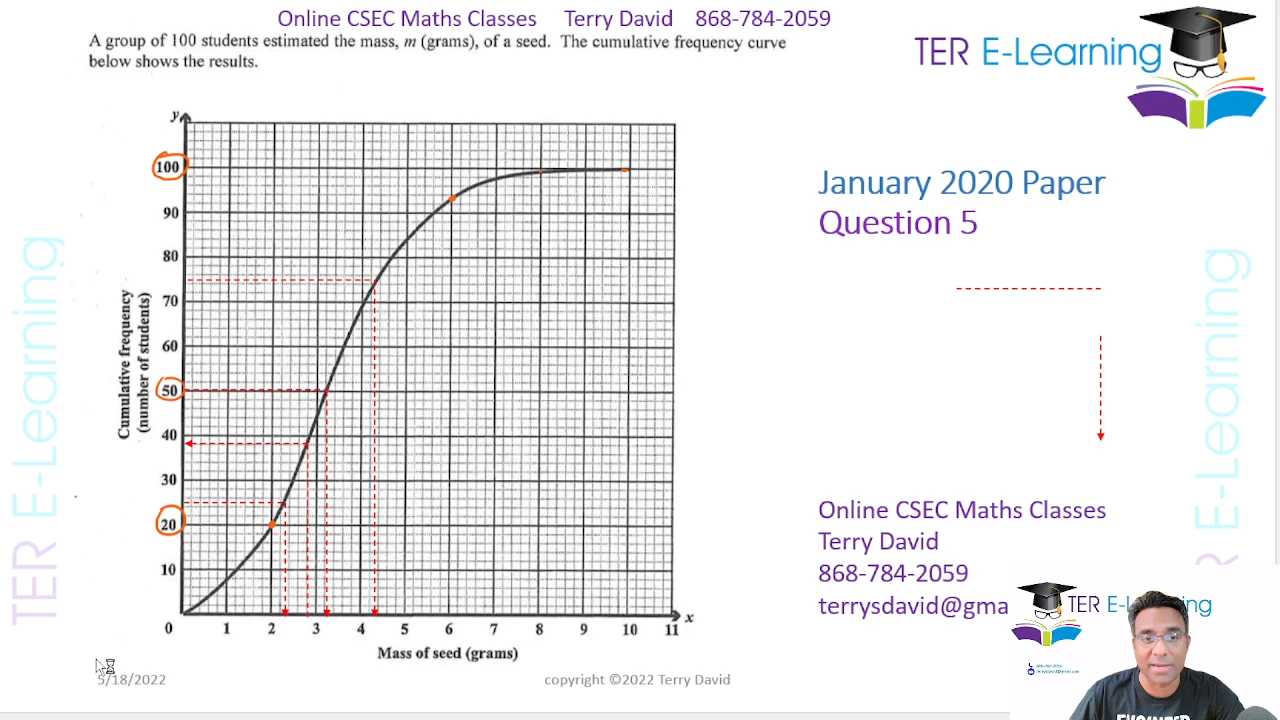 Online CSEC Maths Classes Terry David 868-784-2059
A group of 100 students estimated the mass, m (grams), of a seed. The cumulative frequency curve
below shows the results.
TER E-Learning
January 2020 Paper
Question 5
y
100
90
80
70
60
50
40
30
20
10
Cumulative frequency
(number of students)
0 1 2 3 4 5 6 7 8 9 10 11 x
Mass of seed (grams)
TER E-Learning
E-Learning
Online CSEC Maths Classes
Terry David
868-784-2059
terrysdavid@gma
TER E-Learning
5/18/2022
copyright ©2022 Terry David